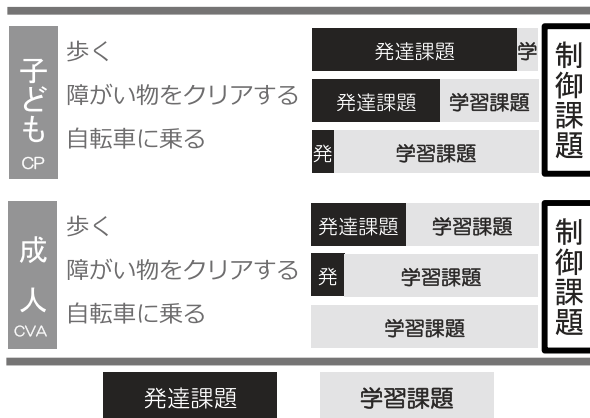 子ども
CP
歩く
発達課題 学
障がい物をクリアする
発達課題 学習課題
自転車に乗る
発 学習課題
制御課題
成人
CVA
歩く
発達課題 学習課題
障がい物をクリアする
発 学習課題
自転車に乗る
学習課題
制御課題
発達課題 学習課題